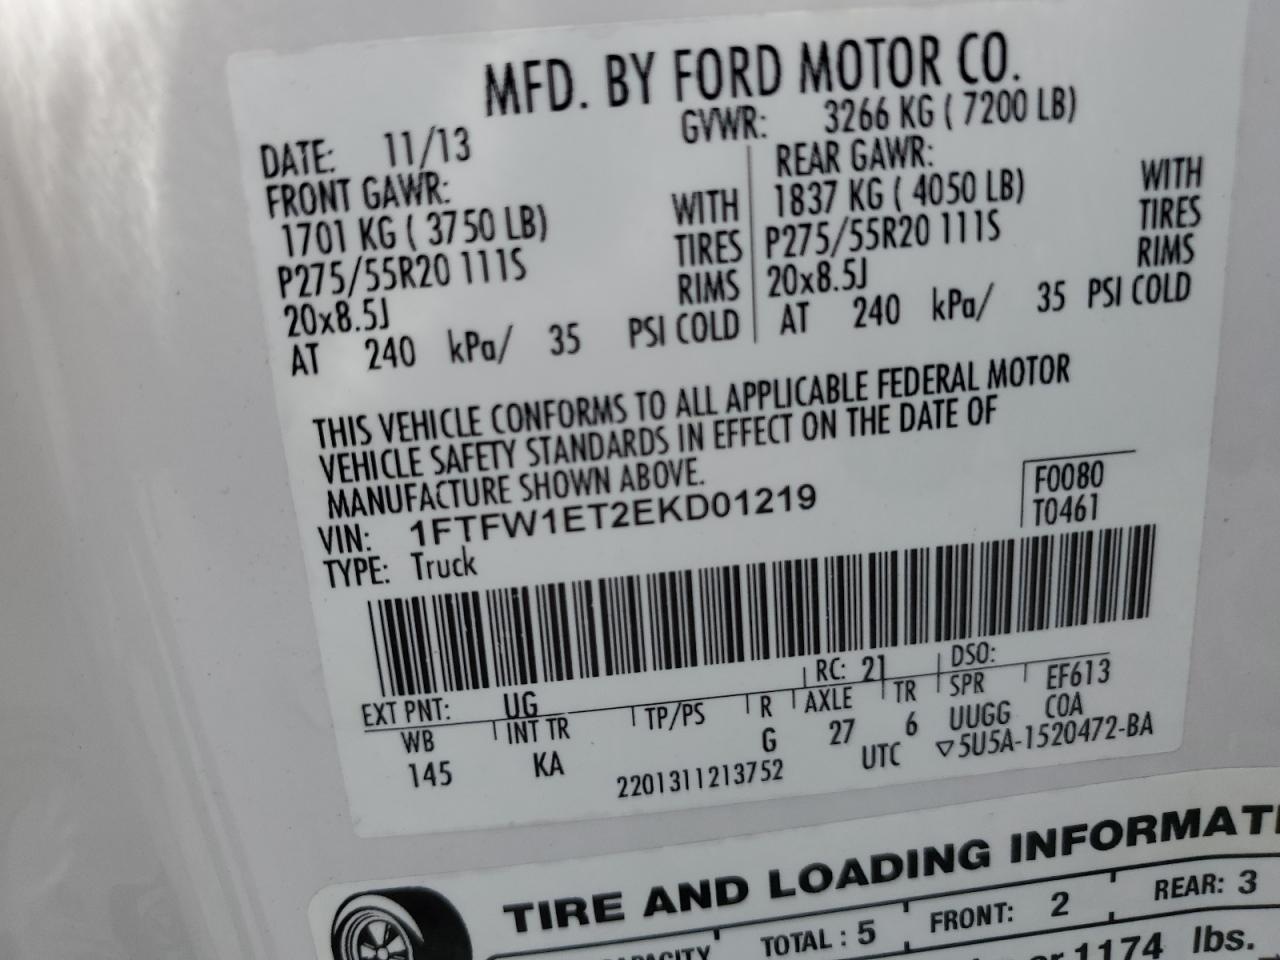 MFD. BY FORD MOTOR CO.
DATE: 11/13 GVWR: 3266 KG ( 7200 LB)
FRONT GAWR: REAR GAWR:
1701 KG ( 3750 LB) WITH 1837 KG ( 4050 LB) WITH
P275/55R20 111S TIRES P275/55R20 111S TIRES
20x8.5J RIMS 20x8.5J RIMS
AT 240 kPa/ 35 PSI COLD AT 240 kPa/ 35 PSI COLD
THIS VEHICLE CONFORMS TO ALL APPLICABLE FEDERAL MOTOR
VEHICLE SAFETY STANDARDS IN EFFECT ON THE DATE OF
MANUFACTURE SHOWN ABOVE.
F0080
VIN: 1FTFW1ET2EKD01219 T0461
TYPE: Truck
EXT PNT: UG RC: 21 DSO:
WB INT TR TP/PS R AXLE TR SPR EF613
145 KA G 27 6 UUGG COA
2201311213752 UTC ▽5U5A-1520472-BA
TIRE AND LOADING INFORMATI
TOTAL : 5 FRONT: 2 REAR: 3
or 1174 lbs.